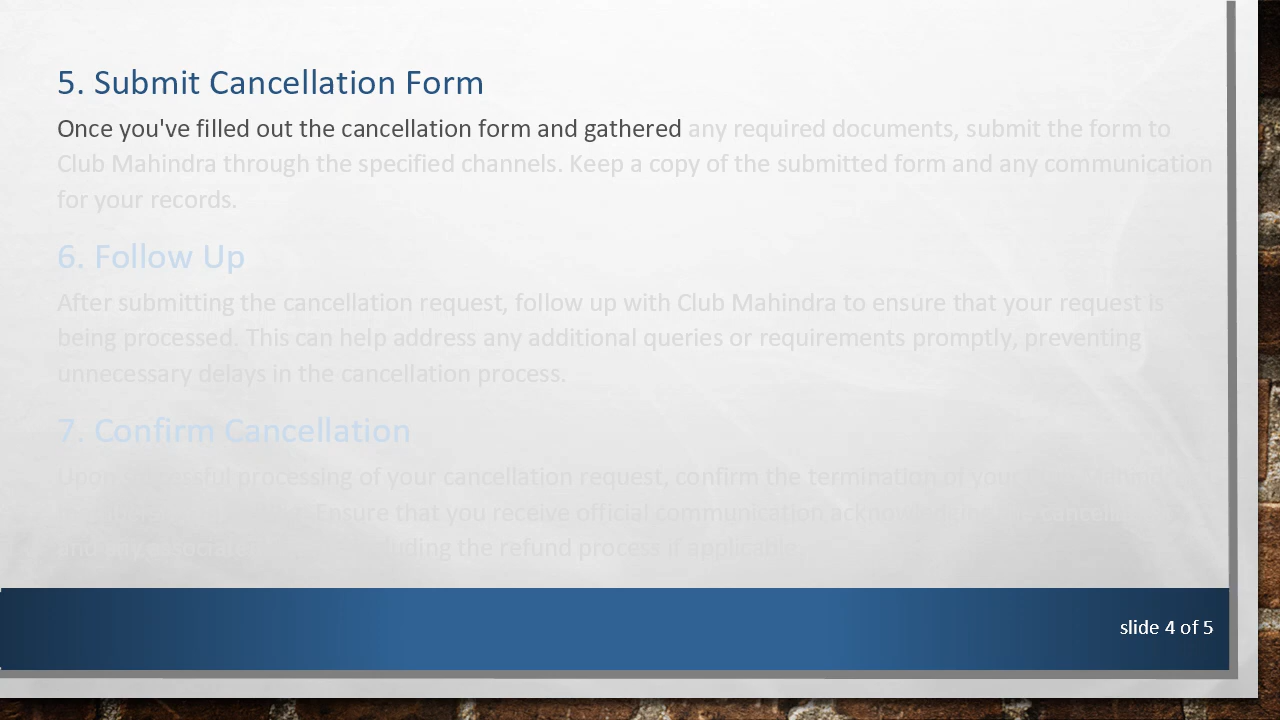 5. Submit Cancellation Form
Once you've filled out the cancellation form and gathered any required documents, submit the form to
Club Mahindra through the specified channels. Keep a copy of the submitted form and any communication
for your records.
6. Follow Up
After submitting the cancellation request, follow up with Club Mahindra to ensure that your request is
being processed. This can help address any additional queries or requirements promptly, preventing
unnecessary delays in the cancellation process.
7. Confirm Cancellation
Upon successful processing of your cancellation request, confirm the termination of your
Ensure that you receive official communication
the refund process if applicable.
slide 4 of 5